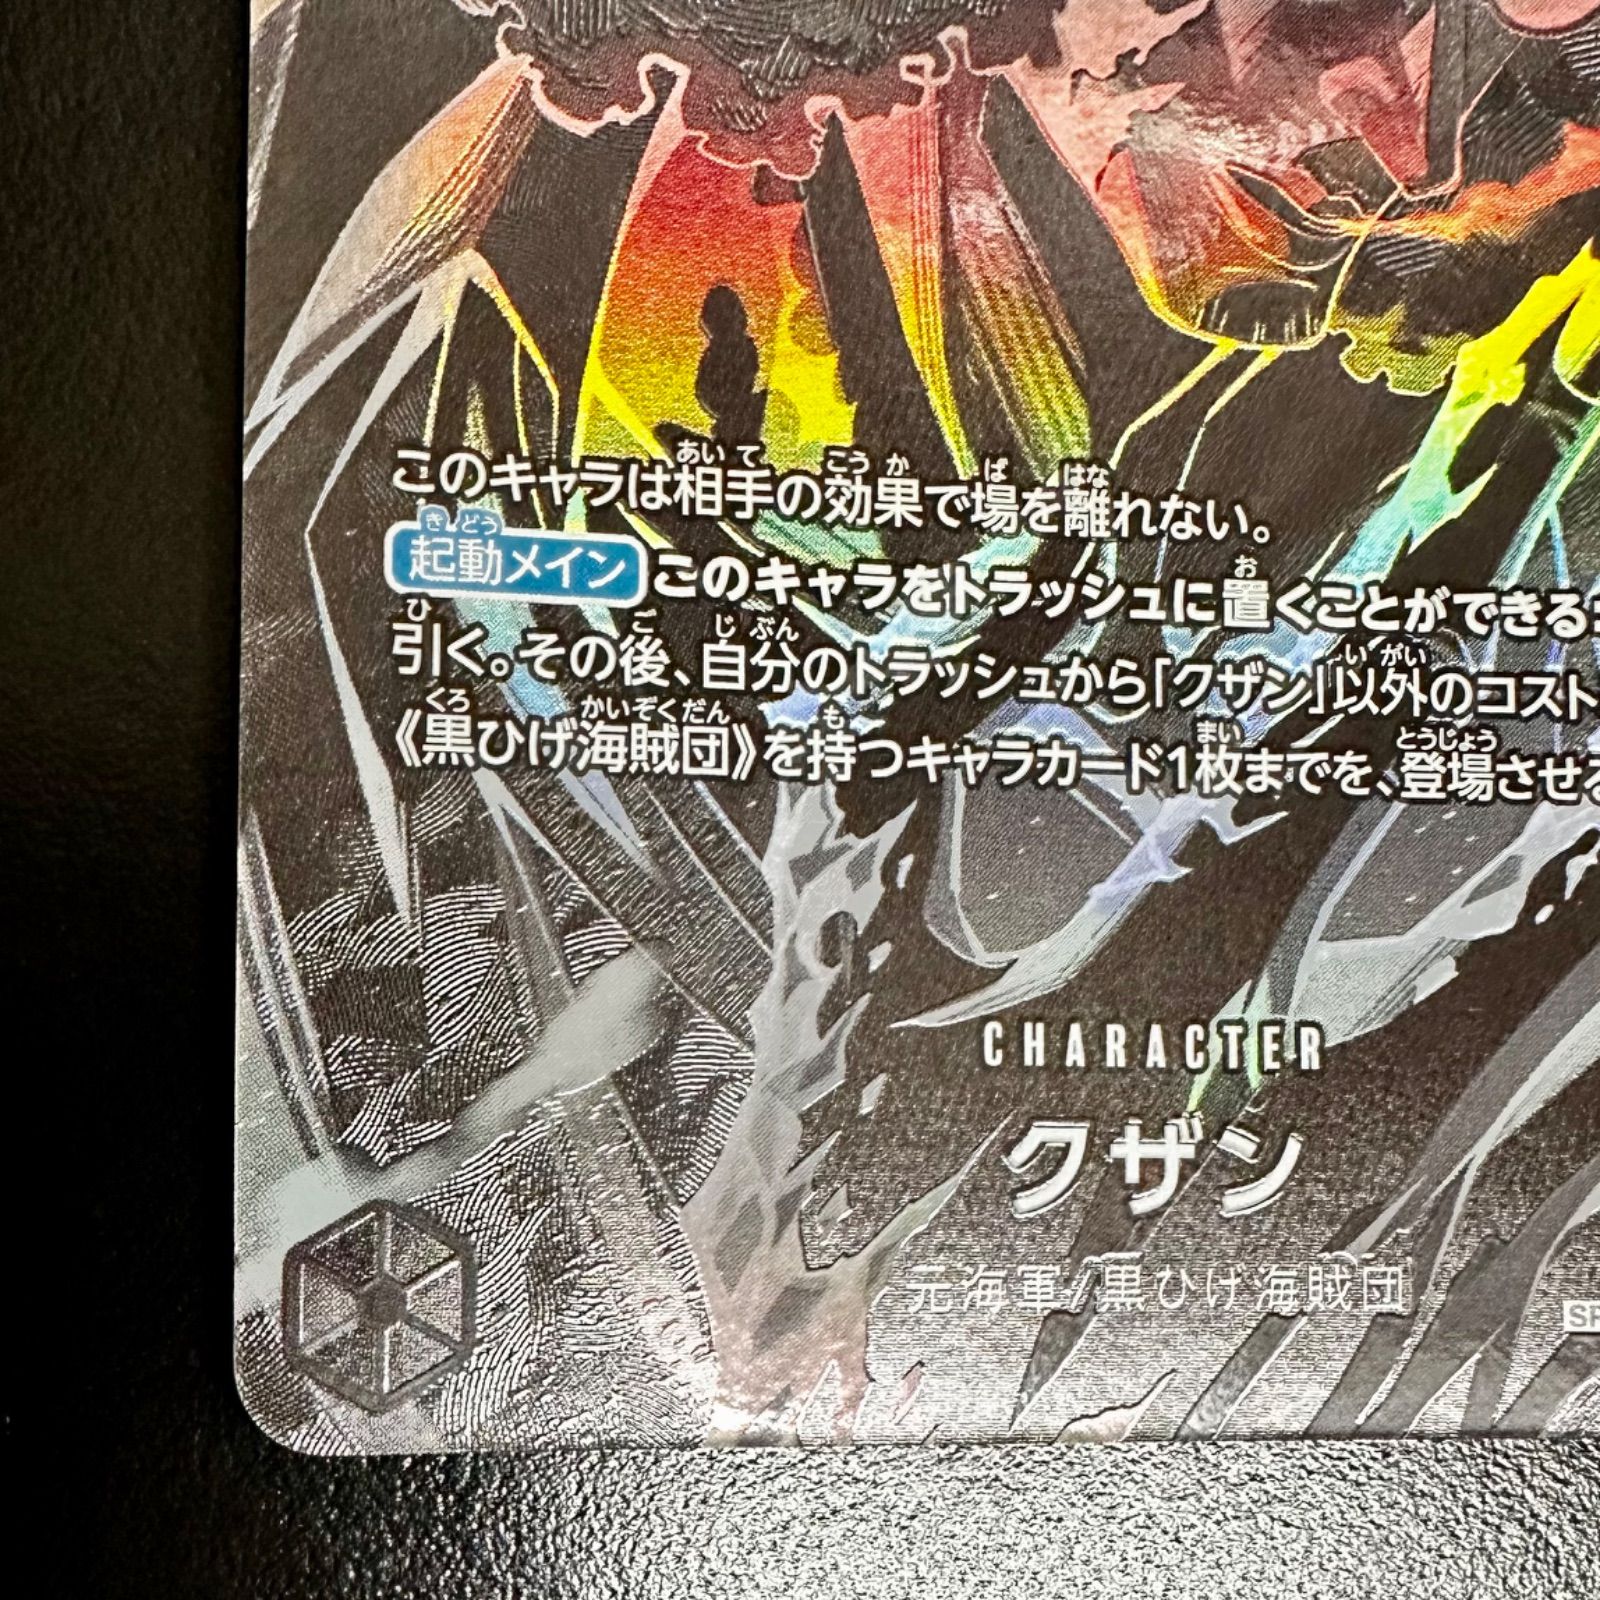 このキャラは相手の効果で場を離れない。
起動メイン このキャラをトラッシュに置くことができる
引く。その後、自分のトラッシュから「クザン」以外のコスト
《黒ひげ海賊団》を持つキャラカード1枚までを、登場させる
CHARACTER
クザン
元海軍/黒ひげ海賊団
SP